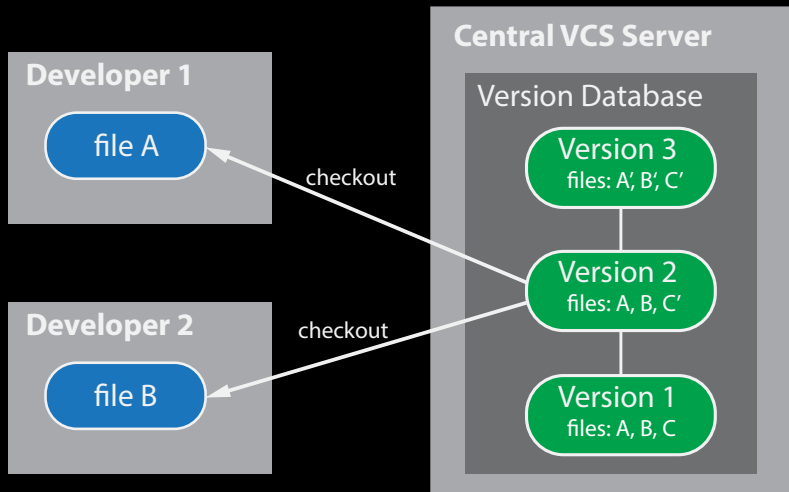 Central VCS Server
Developer 1
file A
checkout
Version Database
Version 3
files: A’, B’, C’
Version 2
files: A, B, C’
Developer 2
file B
checkout
Version 1
files: A, B, C